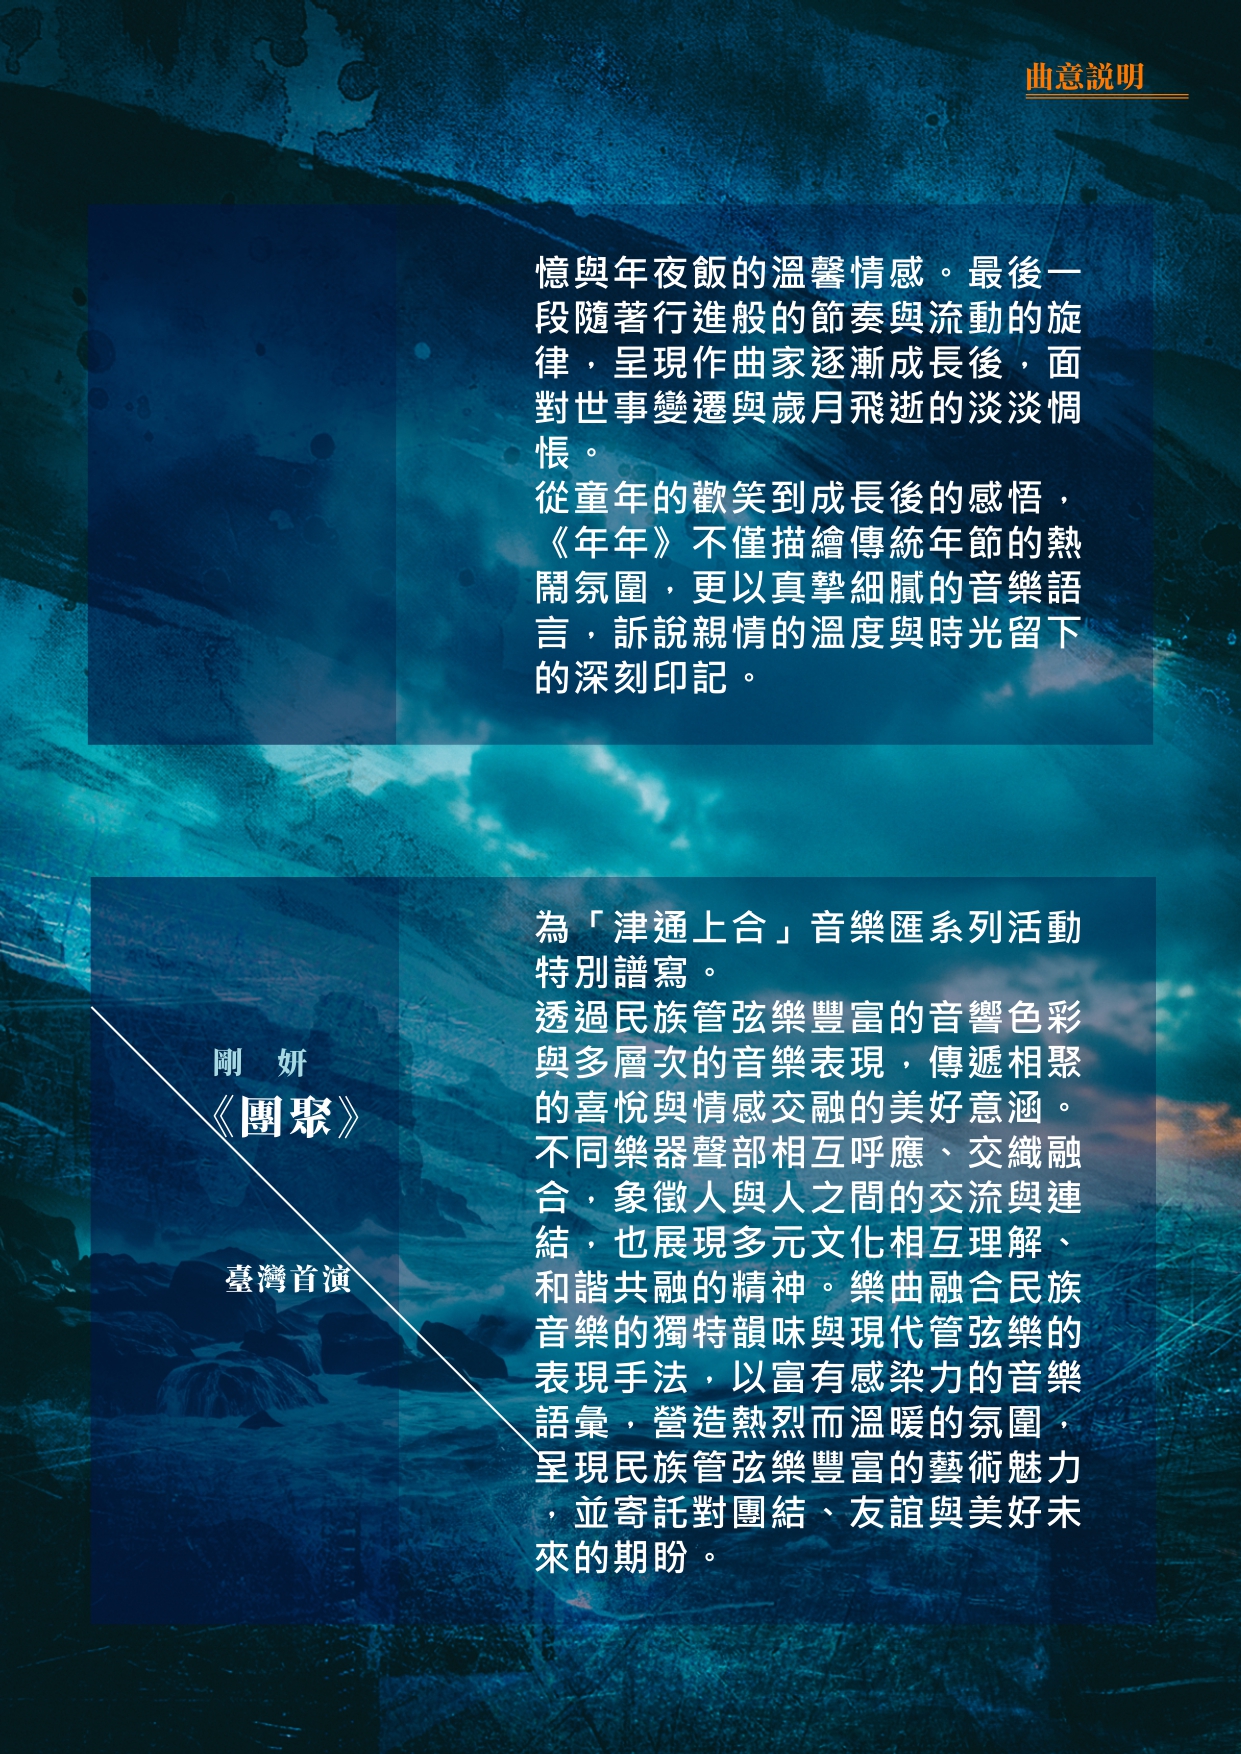 曲意説明
憶與年夜飯的溫馨情感。最後一
段隨著行進般的節奏與流動的旋
律，呈現作曲家逐漸成長後，面
對世事變遷與歲月飛逝的淡淡惆
悵。
從童年的歡笑到成長後的感悟，
《年年》不僅描繪傳統年節的熱
鬧氛圍，更以真摯細膩的音樂語
言，訴說親情的溫度與時光留下
的深刻印記。
剛　妍
《團聚》
臺灣首演
為「津通上合」音樂匯系列活動
特別譜寫。
透過民族管弦樂豐富的音響色彩
與多層次的音樂表現，傳遞相聚
的喜悅與情感交融的美好意涵。
不同樂器聲部相互呼應、交織融
合，象徵人與人之間的交流與連
結，也展現多元文化相互理解、
和諧共融的精神。樂曲融合民族
音樂的獨特韻味與現代管弦樂的
表現手法，以富有感染力的音樂
語彙，營造熱烈而溫暖的氛圍，
呈現民族管弦樂豐富的藝術魅力
，並寄託對團結、友誼與美好未
來的期盼。